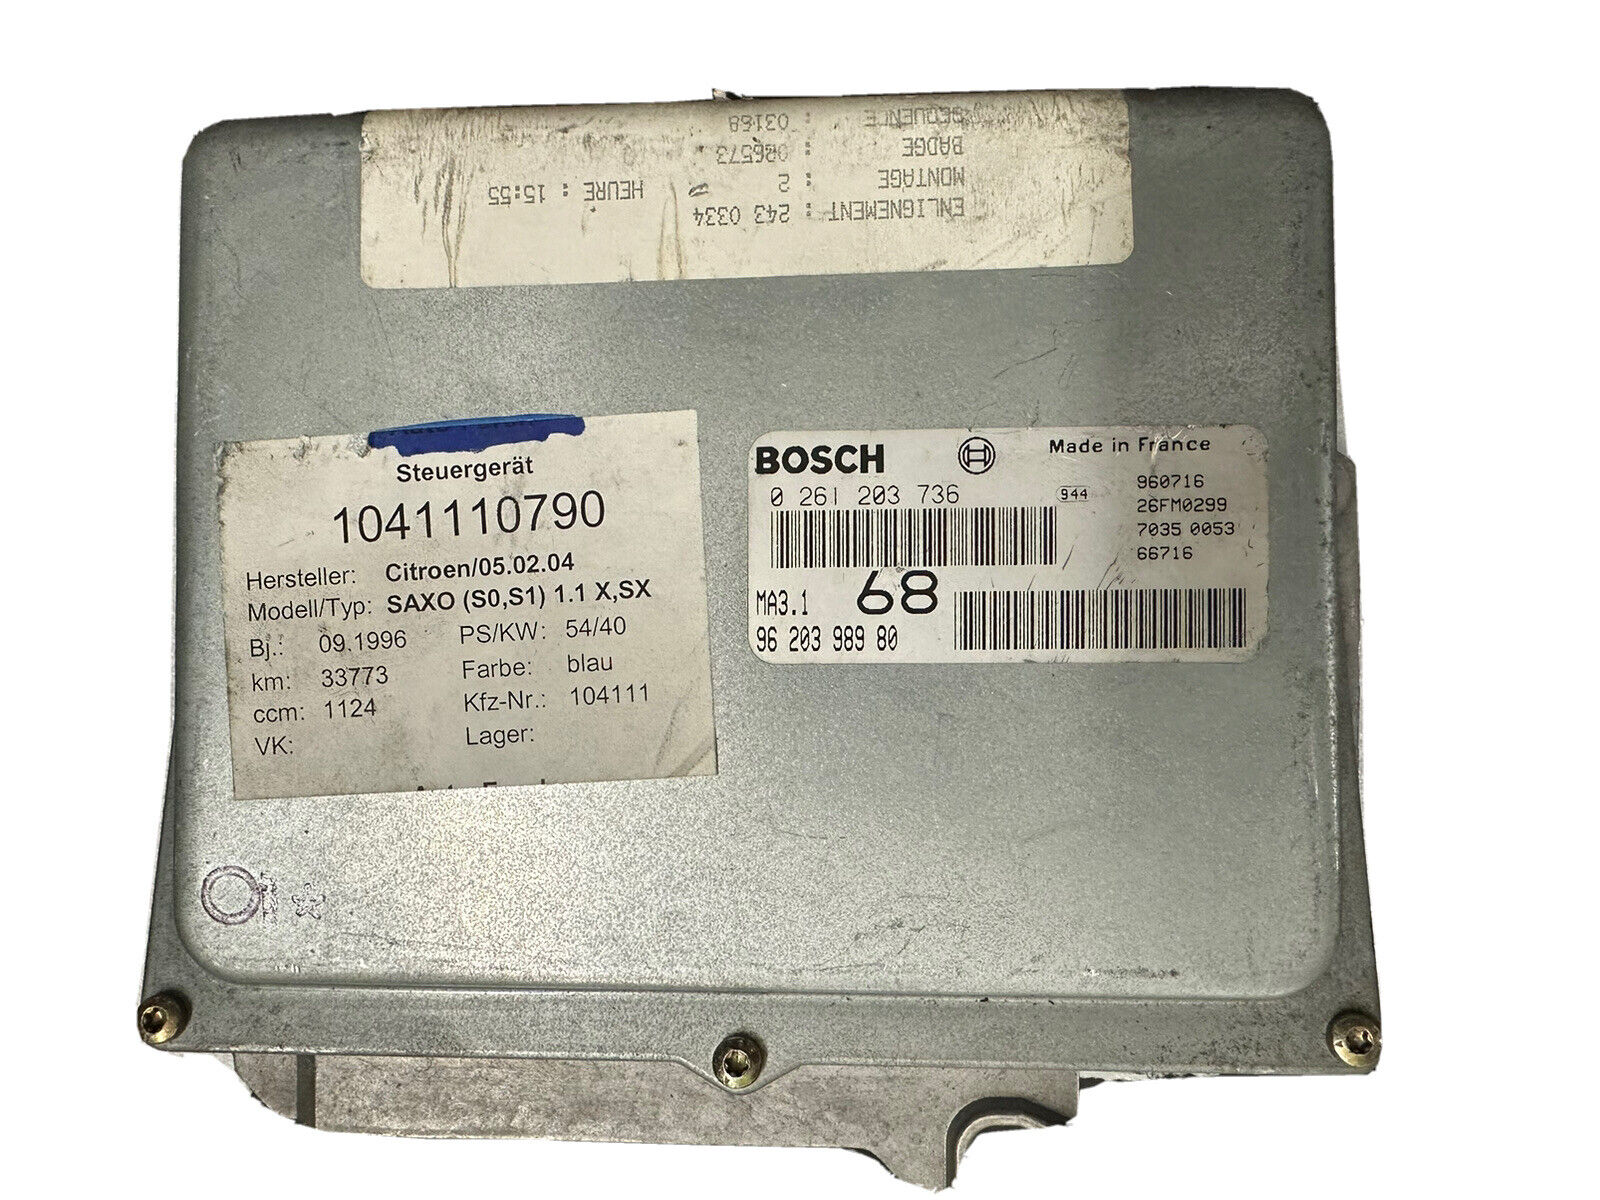 SEQUENCE : 03168
BADGE : 086573
MONTAGE : 2 HEURE : 15:55
ENLIGNEMENT : 243 0334
Steuergerät
1041110790
Hersteller: Citroen/05.02.04
Modell/Typ: SAXO (S0,S1) 1.1 X,SX
Bj.: 09.1996 PS/KW: 54/40
km: 33773 Farbe: blau
ccm: 1124 Kfz-Nr.: 104111
VK: Lager:
BOSCH Made in France
0 261 203 736 944 960716
26FM0299
7035 0053
66716
MA3.1 68
96 203 989 80